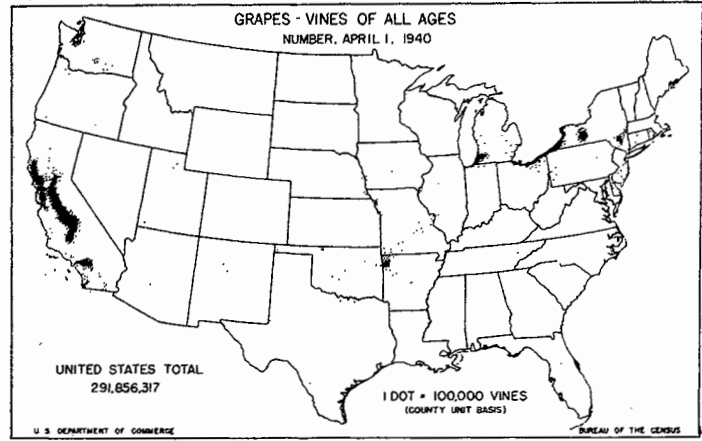 GRAPES - VINES OF ALL AGES
NUMBER, APRIL 1, 1940
UNITED STATES TOTAL
291,856,317
1 DOT = 100,000 VINES
(COUNTY UNIT BASIS)
U S DEPARTMENT OF COMMERCE
BUREAU OF THE CENSUS